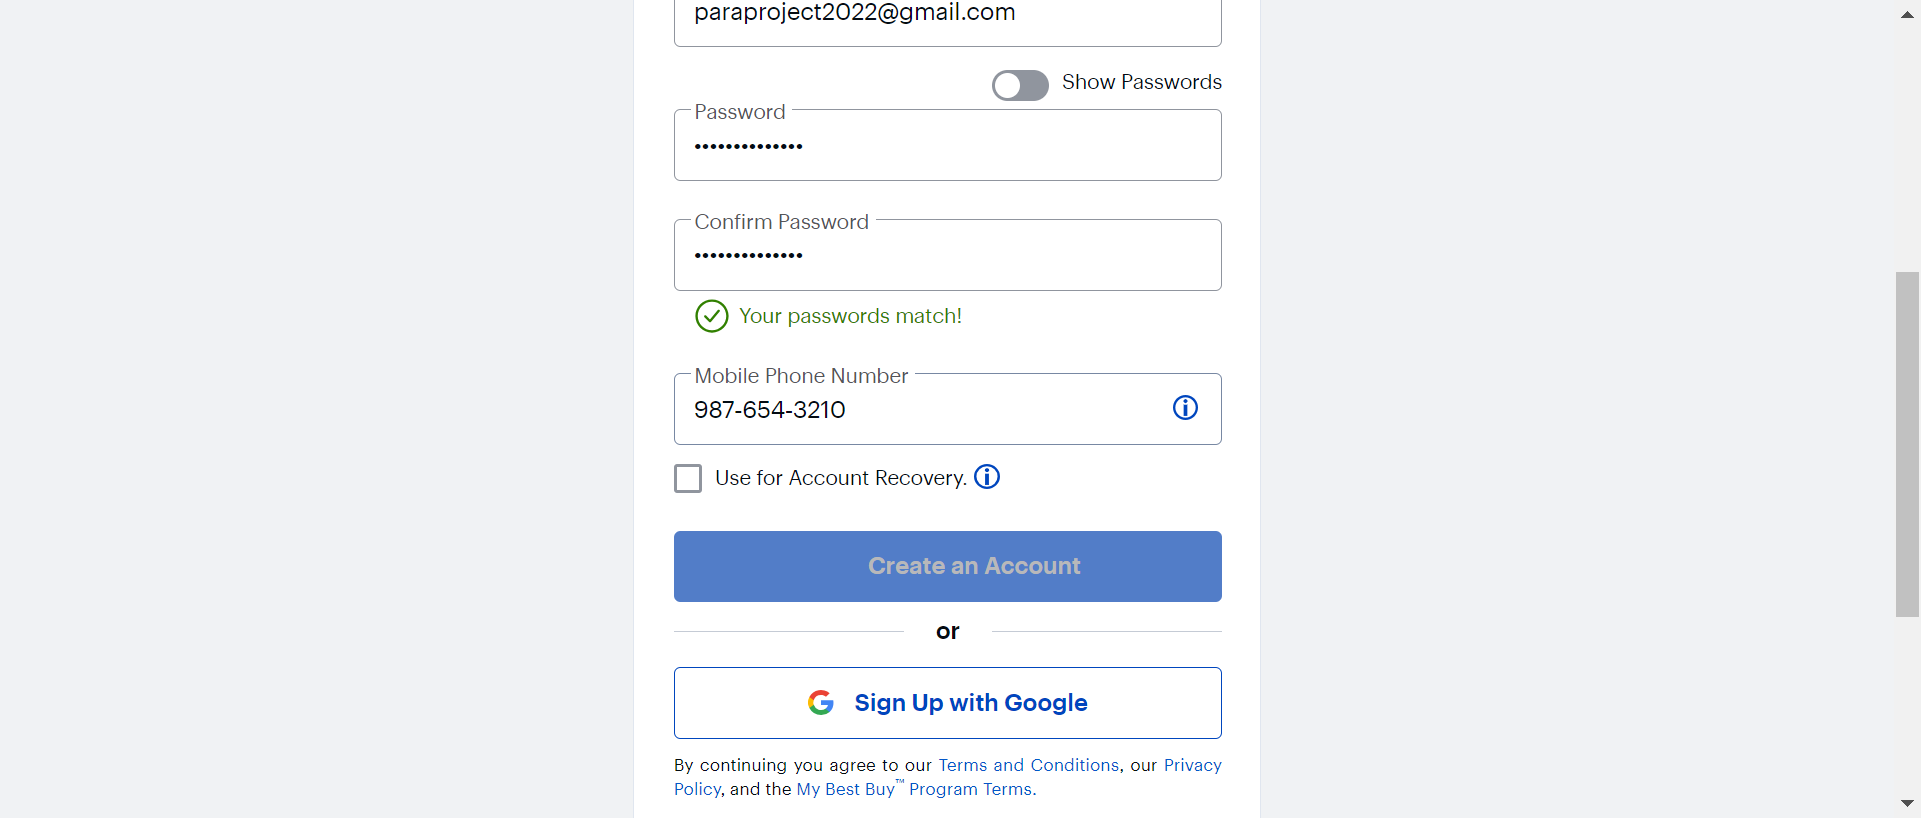 paraproject2022@gmail.com
Show Passwords
Password
••••••••••••••
Confirm Password
••••••••••••••
Your passwords match!
Mobile Phone Number
987-654-3210
Use for Account Recovery.
Create an Account
or
Sign Up with Google
By continuing you agree to our Terms and Conditions, our Privacy
Policy, and the My Best Buy™ Program Terms.